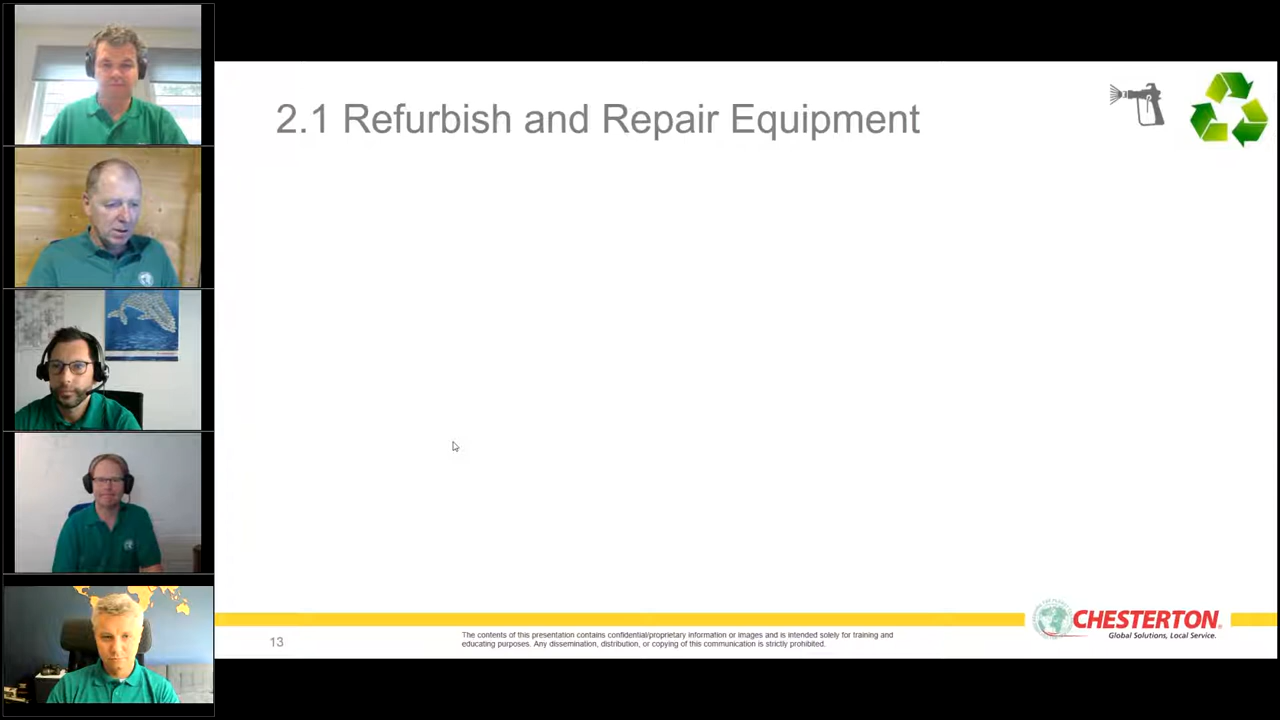 2.1 Refurbish and Repair Equipment
13
The contents of this presentation contains confidential/proprietary information or images and is intended solely for training and
educating purposes. Any dissemination, distribution, or copying of this communication is strictly prohibited.
CHESTERTON®
Global Solutions, Local Service.